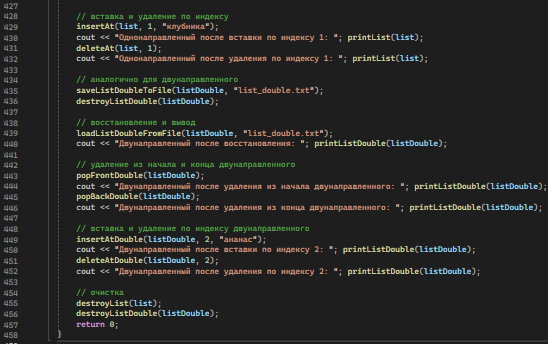 427
428 // вставка и удаление по индексу
429 insertAt(list, 1, "клубника");
430 cout << "Однонаправленный после вставки по индексу 1: "; printList(list);
431 deleteAt(list, 1);
432 cout << "Однонаправленный после удаления по индексу 1: "; printList(list);
433
434 // аналогично для двунаправленного
435 saveListDoubleToFile(listDouble, "list_double.txt");
436 destroyListDouble(listDouble);
437
438 // восстановление и вывод
439 loadListDoubleFromFile(listDouble, "list_double.txt");
440 cout << "Двунаправленный после восстановления: "; printListDouble(listDouble);
441
442 // удаление из начала и конца двунаправленного
443 popFrontDouble(listDouble);
444 cout << "Двунаправленный после удаления из начала двунаправленного: "; printListDouble(listDouble);
445 popBackDouble(listDouble);
446 cout << "Двунаправленный после удаления из конца двунаправленного: "; printListDouble(listDouble);
447
448 // вставка и удаление по индексу двунаправленного
449 insertAtDouble(listDouble, 2, "ананас");
450 cout << "Двунаправленный после вставки по индексу 2: "; printListDouble(listDouble);
451 deleteAtDouble(listDouble, 2);
452 cout << "Двунаправленный после удаления по индексу 2: "; printListDouble(listDouble);
453
454 // очистка
455 destroyList(list);
456 destroyListDouble(listDouble);
457 return 0;
458 }